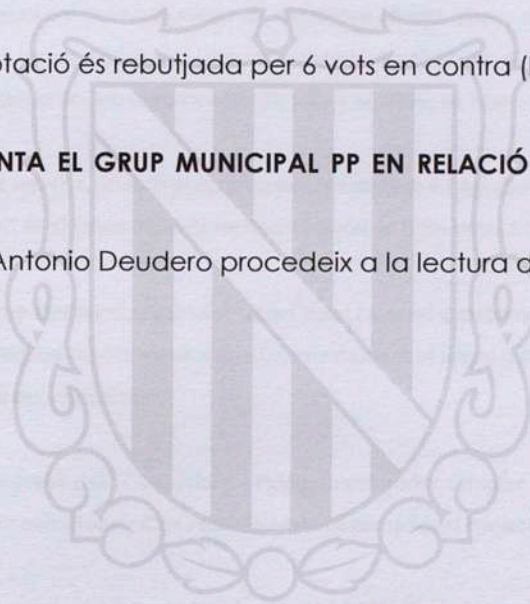 otació és rebutjada per 6 vots en contra (
NTA EL GRUP MUNICIPAL PP EN RELACIÓ
Antonio Deudero procedeix a la lectura d